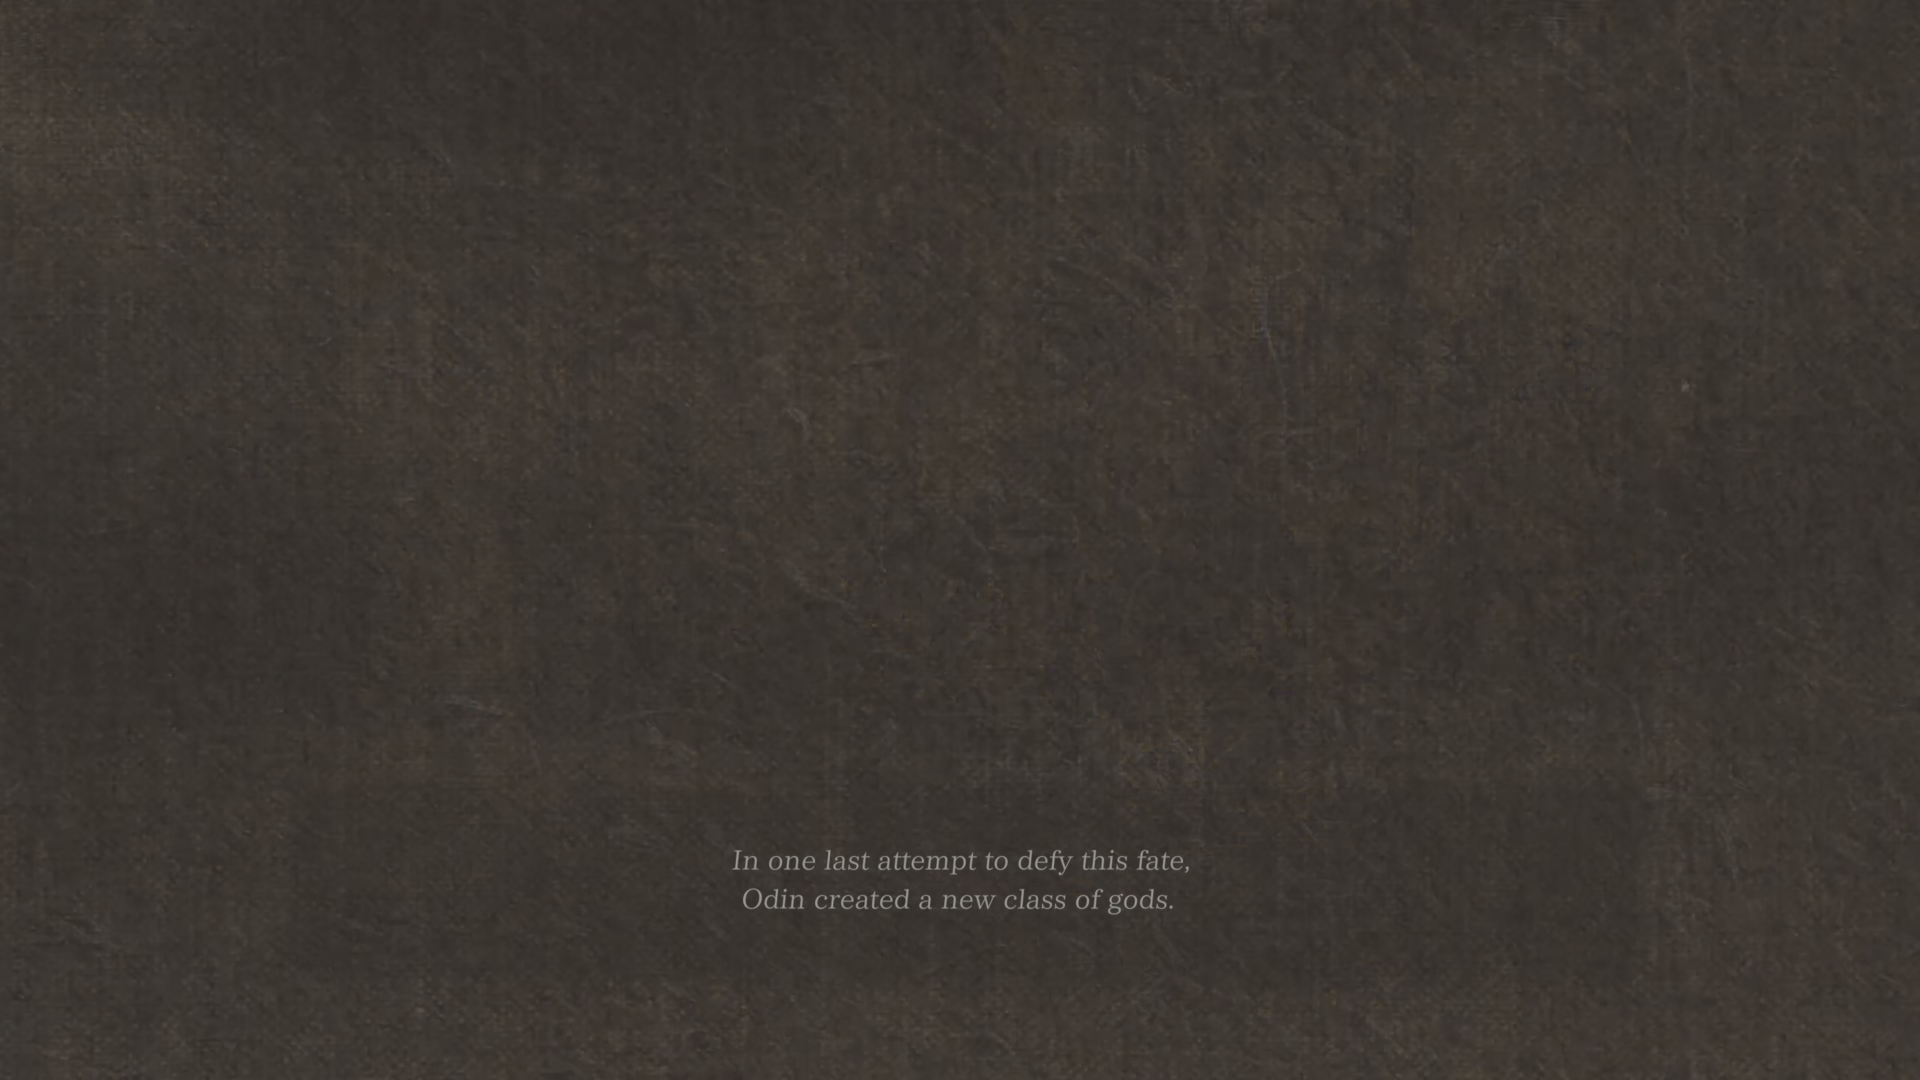 In one last attempt to defy this fate,
Odin created a new class of gods.